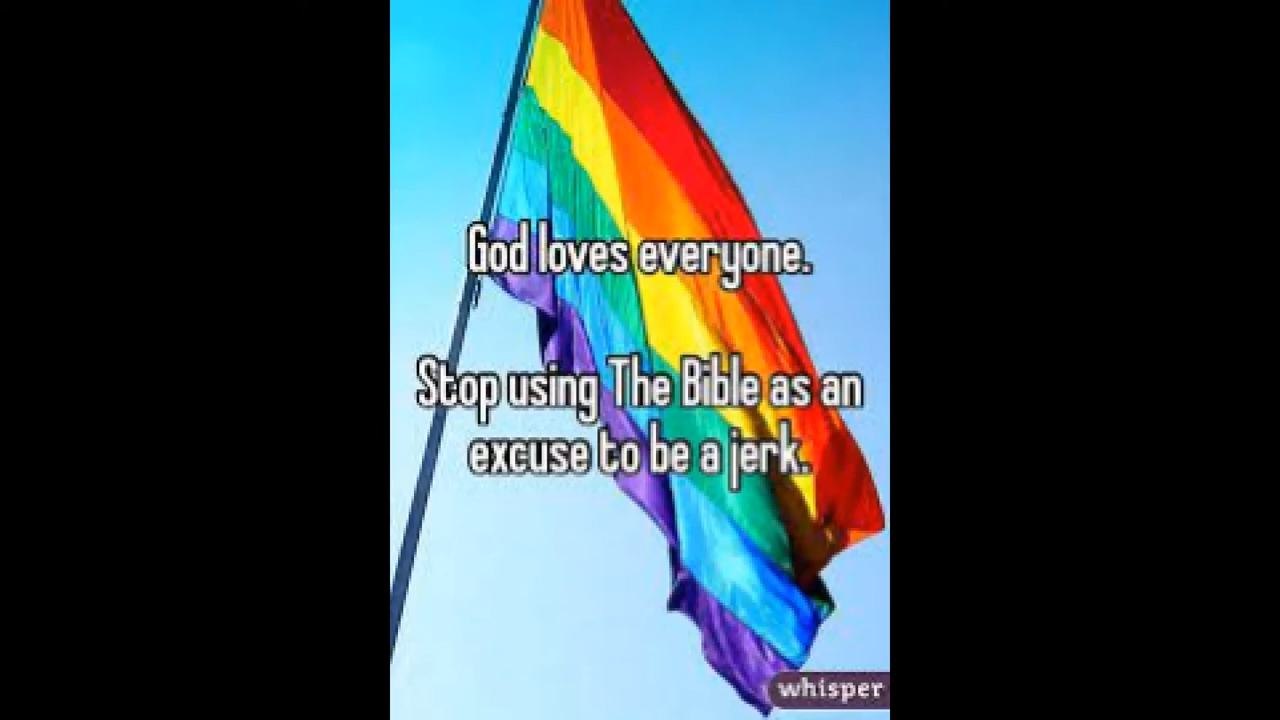 God loves everyone.
Stop using The Bible as an
excuse to be a jerk.
whisper